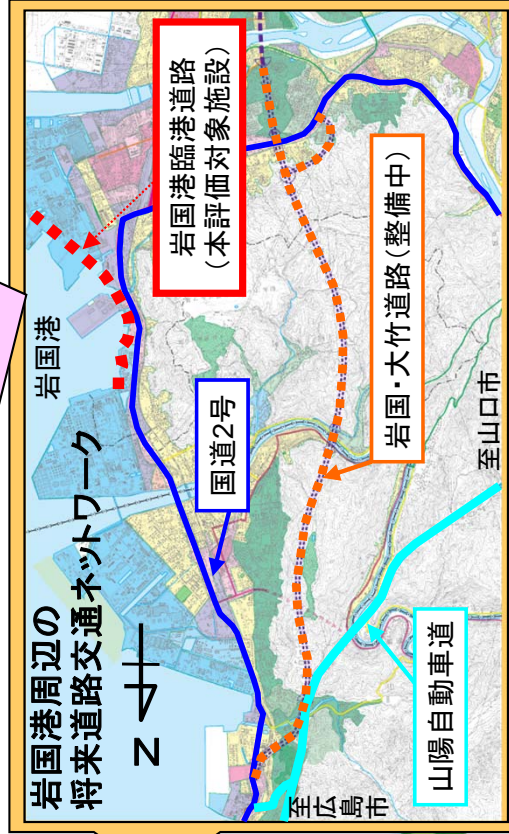 岩国港周辺の
将来道路交通ネットワーク
N
岩国港
岩国港臨港道路
(本評価対象施設)
国道2号
岩国・大竹道路(整備中)
山陽自動車道
至広島市
至山口市